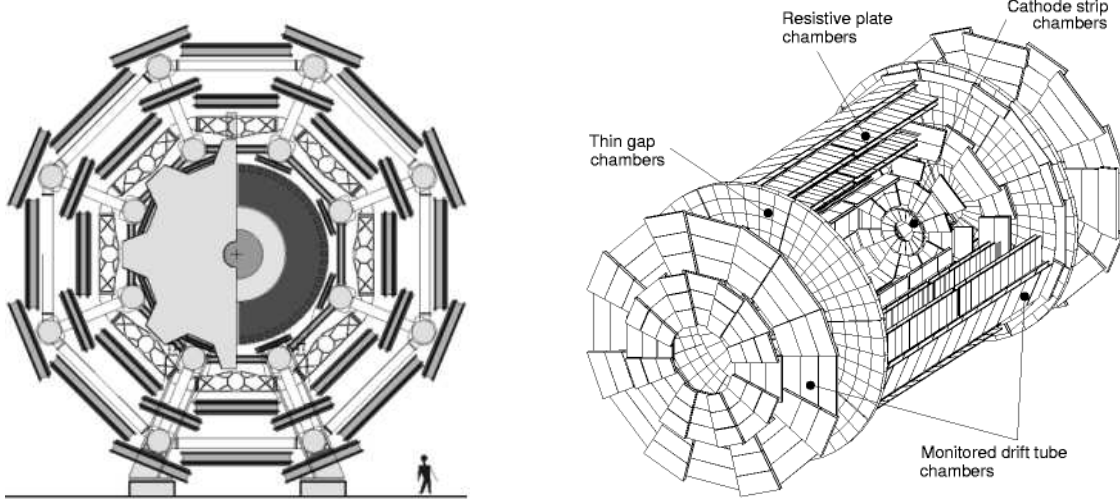 Resistive plate
chambers
Cathode strip
chambers
Thin gap
chambers
Monitored drift tube
chambers